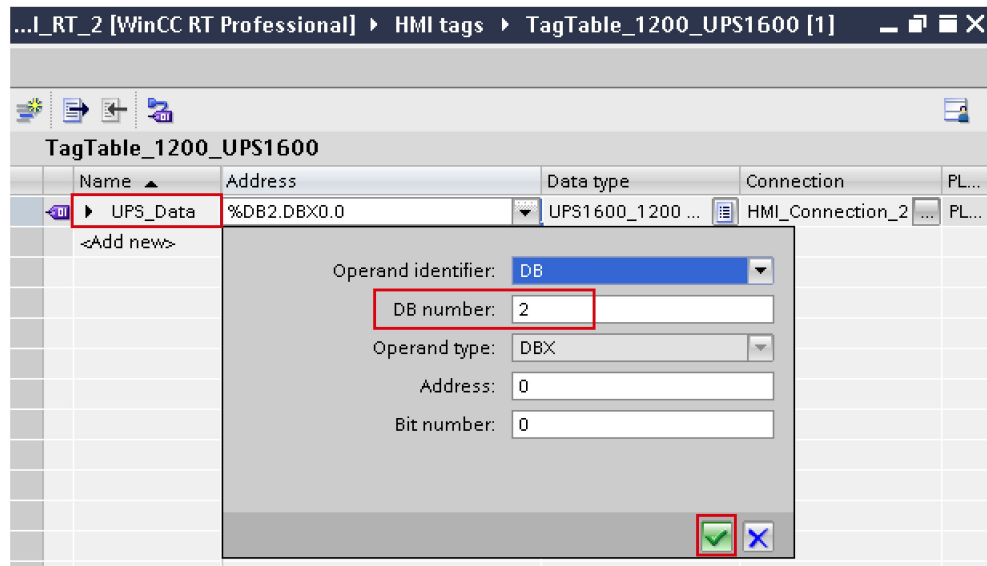 ...I_RT_2 [WinCC RT Professional] ▸ HMI tags ▸ TagTable_1200_UPS1600 [1]
TagTable_1200_UPS1600
Name Address Data type Connection PL...
UPS_Data %DB2.DBX0.0 UPS1600_1200 ... HMI_Connection_2 ... PL...
<Add new>
Operand identifier: DB
DB number: 2
Operand type: DBX
Address: 0
Bit number: 0